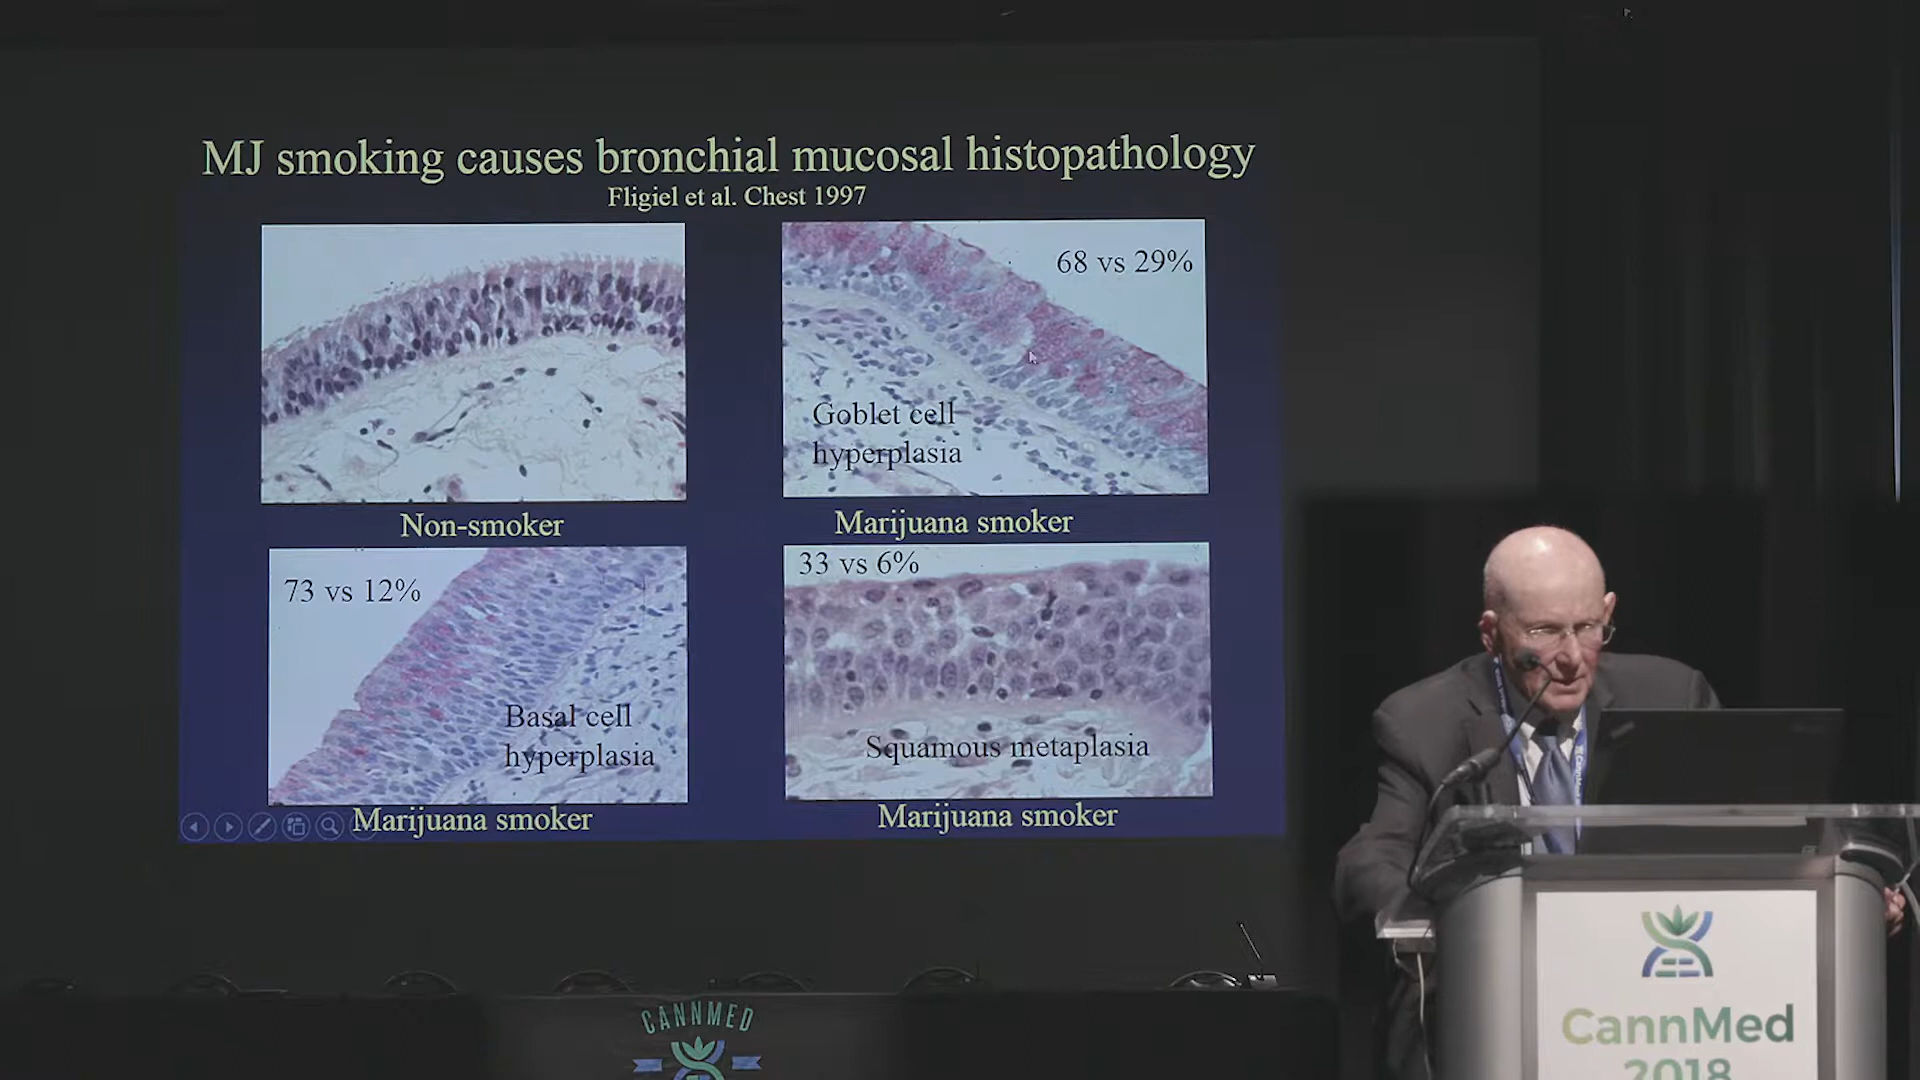 MJ smoking causes bronchial mucosal histopathology
Fligiel et al. Chest 1997
68 vs 29%
Goblet cell
hyperplasia
Non-smoker
Marijuana smoker
73 vs 12%
Basal cell
hyperplasia
Marijuana smoker
33 vs 6%
Squamous metaplasia
Marijuana smoker
CANNMED
CannMed
2018